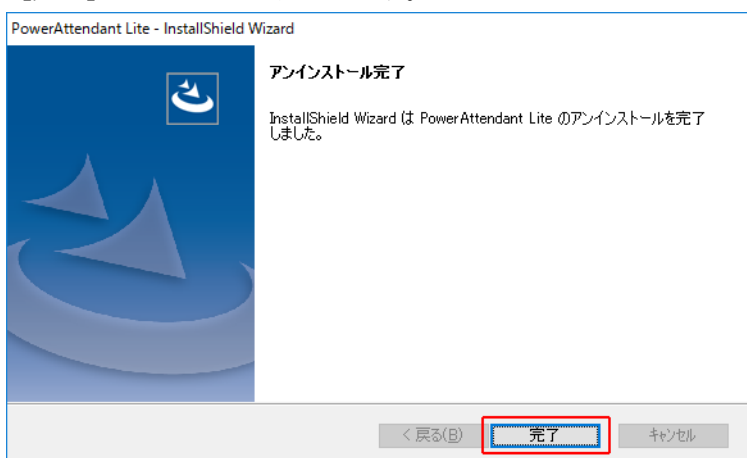 PowerAttendant Lite - InstallShield Wizard
アンインストール完了
InstallShield Wizard は PowerAttendant Lite のアンインストールを完了
しました。
< 戻る(B)
完了
キャンセル